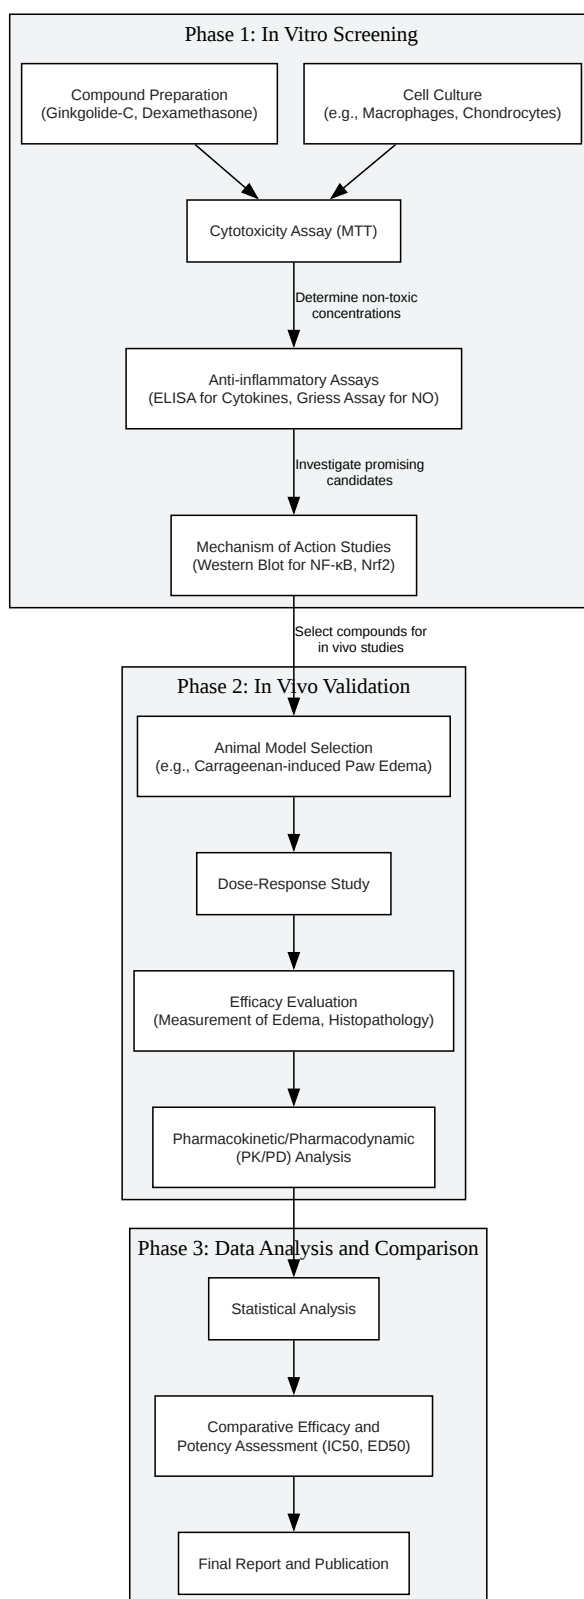 Phase 1: In Vitro Screening
Compound Preparation
(Ginkgolide-C, Dexamethasone)
Cell Culture
(e.g., Macrophages, Chondrocytes)
Cytotoxicity Assay (MTT)
Determine non-toxic
concentrations
Anti-inflammatory Assays
(ELISA for Cytokines, Griess Assay for NO)
Investigate promising
candidates
Mechanism of Action Studies
(Western Blot for NF-κB, Nrf2)
Select compounds for
in vivo studies
Phase 2: In Vivo Validation
Animal Model Selection
(e.g., Carrageenan-induced Paw Edema)
Dose-Response Study
Efficacy Evaluation
(Measurement of Edema, Histopathology)
Pharmacokinetic/Pharmacodynamic
(PK/PD) Analysis
Phase 3: Data Analysis and Comparison
Statistical Analysis
Comparative Efficacy and
Potency Assessment (IC50, ED50)
Final Report and Publication